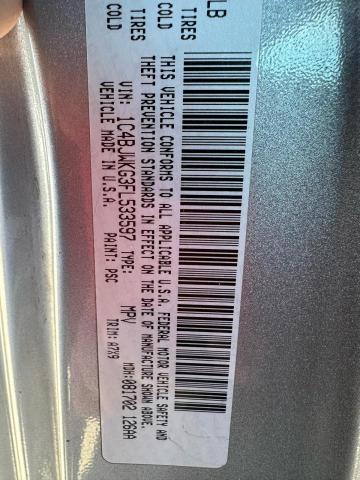 LB
TIRES
COLD
TIRES
COLD
THIS VEHICLE CONFORMS TO ALL APPLICABLE U.S.A. FEDERAL MOTOR VEHICLE SAFETY AND
THEFT PREVENTION STANDARDS IN EFFECT ON THE DATE OF MANUFACTURE SHOWN ABOVE.
VIN: 1C4BJWKG3FL533597 TYPE: MPV
VEHICLE MADE IN U.S.A. PAINT: PSC TRIM: A7X9 MDH:081702 126AA